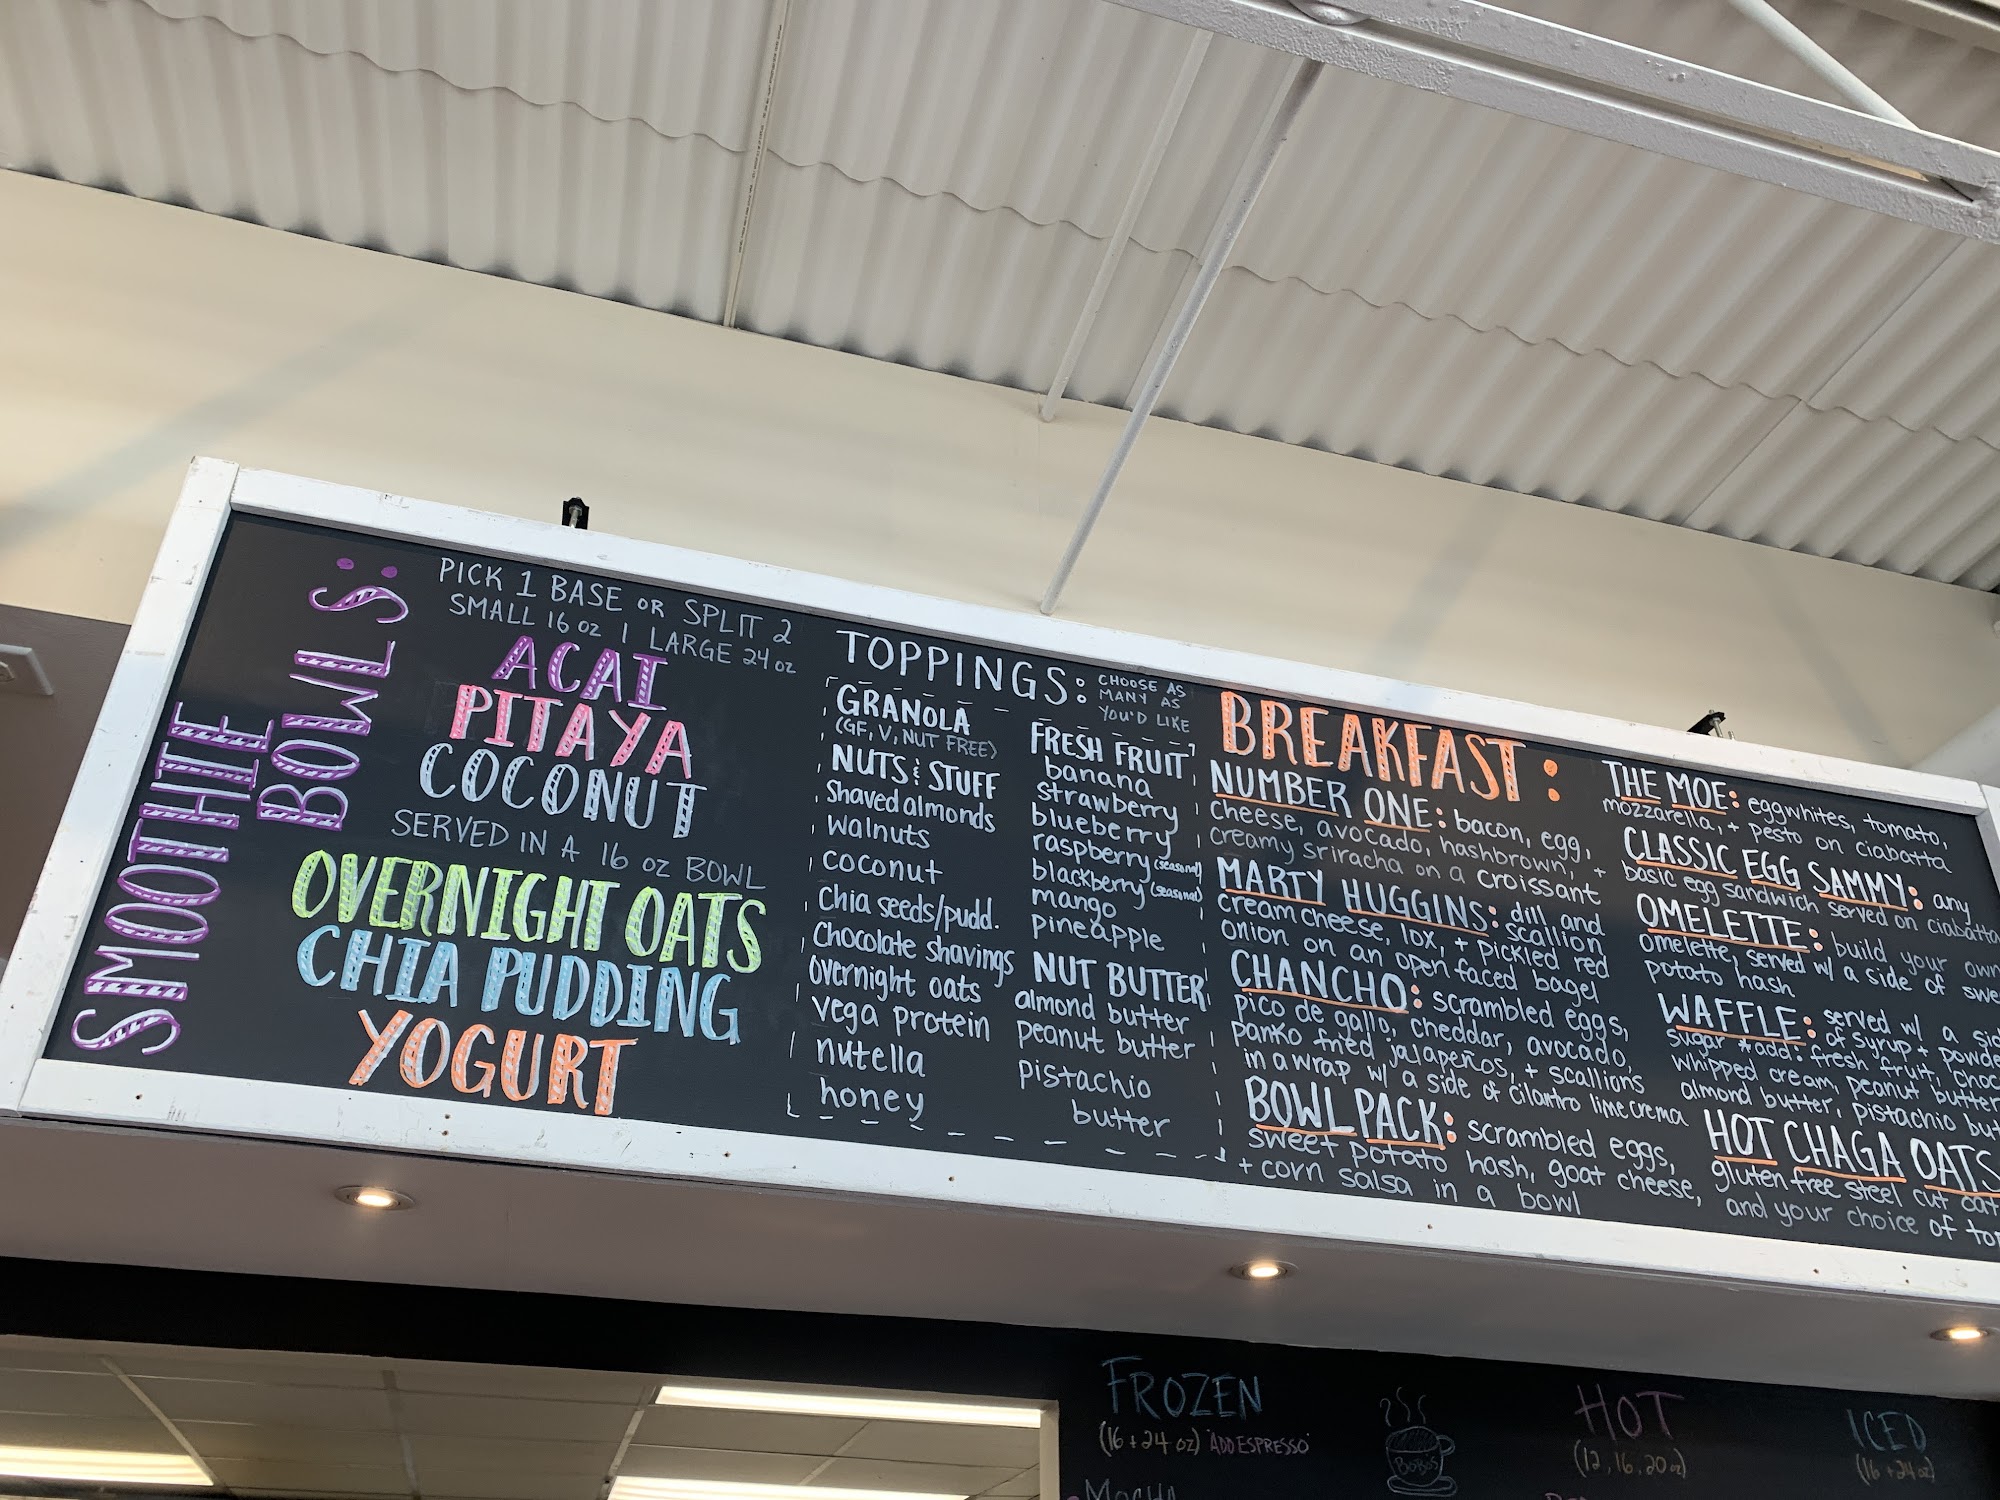 SMOOTHIE
BOWLS:
PICK 1 BASE OR SPLIT 2
SMALL 16 oz | LARGE 24 oz
ACAI
PITAYA
COCONUT
SERVED IN A 16 oz BOWL
OVERNIGHT OATS
CHIA PUDDING
YOGURT
TOPPINGS:
CHOOSE AS
MANY AS
YOU'D LIKE
GRANOLA
(GF, V, NUT FREE)
NUTS & STUFF
Shaved almonds
walnuts
coconut
Chia seeds/pudd.
Chocolate shavings
overnight oats
vega protein
nutella
honey
FRESH FRUIT
banana
strawberry
blueberry
raspberry (seasonal)
blackberry (seasonal)
mango
pineapple
NUT BUTTER
almond butter
peanut butter
pistachio
butter
BREAKFAST:
NUMBER ONE: bacon, egg,
cheese, avocado, hashbrown, +
creamy sriracha on a croissant
MARTY HUGGINS: dill and
scallion
cream cheese, lox, + pickled red
onion on an open faced bagel
CHANCHO: scrambled eggs,
pico de gallo, cheddar, avocado,
panko fried jalapeños, + scallions
in a wrap w/ a side of cilantro lime crema
BOWL PACK: scrambled eggs,
sweet potato hash, goat cheese,
+ corn salsa in a bowl
THE MOE: eggwhites, tomato,
mozzarella, + pesto on ciabatta
CLASSIC EGG SAMMY: any
basic egg sandwich served on ciabatta
OMELETTE: build your own
omelette, served w/ a side of
potato hash
WAFFLE: served w/ a
of syrup +
sugar *add: fresh fruit,
whipped cream, peanut butter
almond butter, pistachio
HOT CHAGA OATS
gluten free steel cut
and your choice of
FROZEN
(16 + 24 oz) 'ADD ESPRESSO'
MOCHA
BOBOS
HOT
(12, 16, 20 oz)
ICED
(16 + 24 oz)